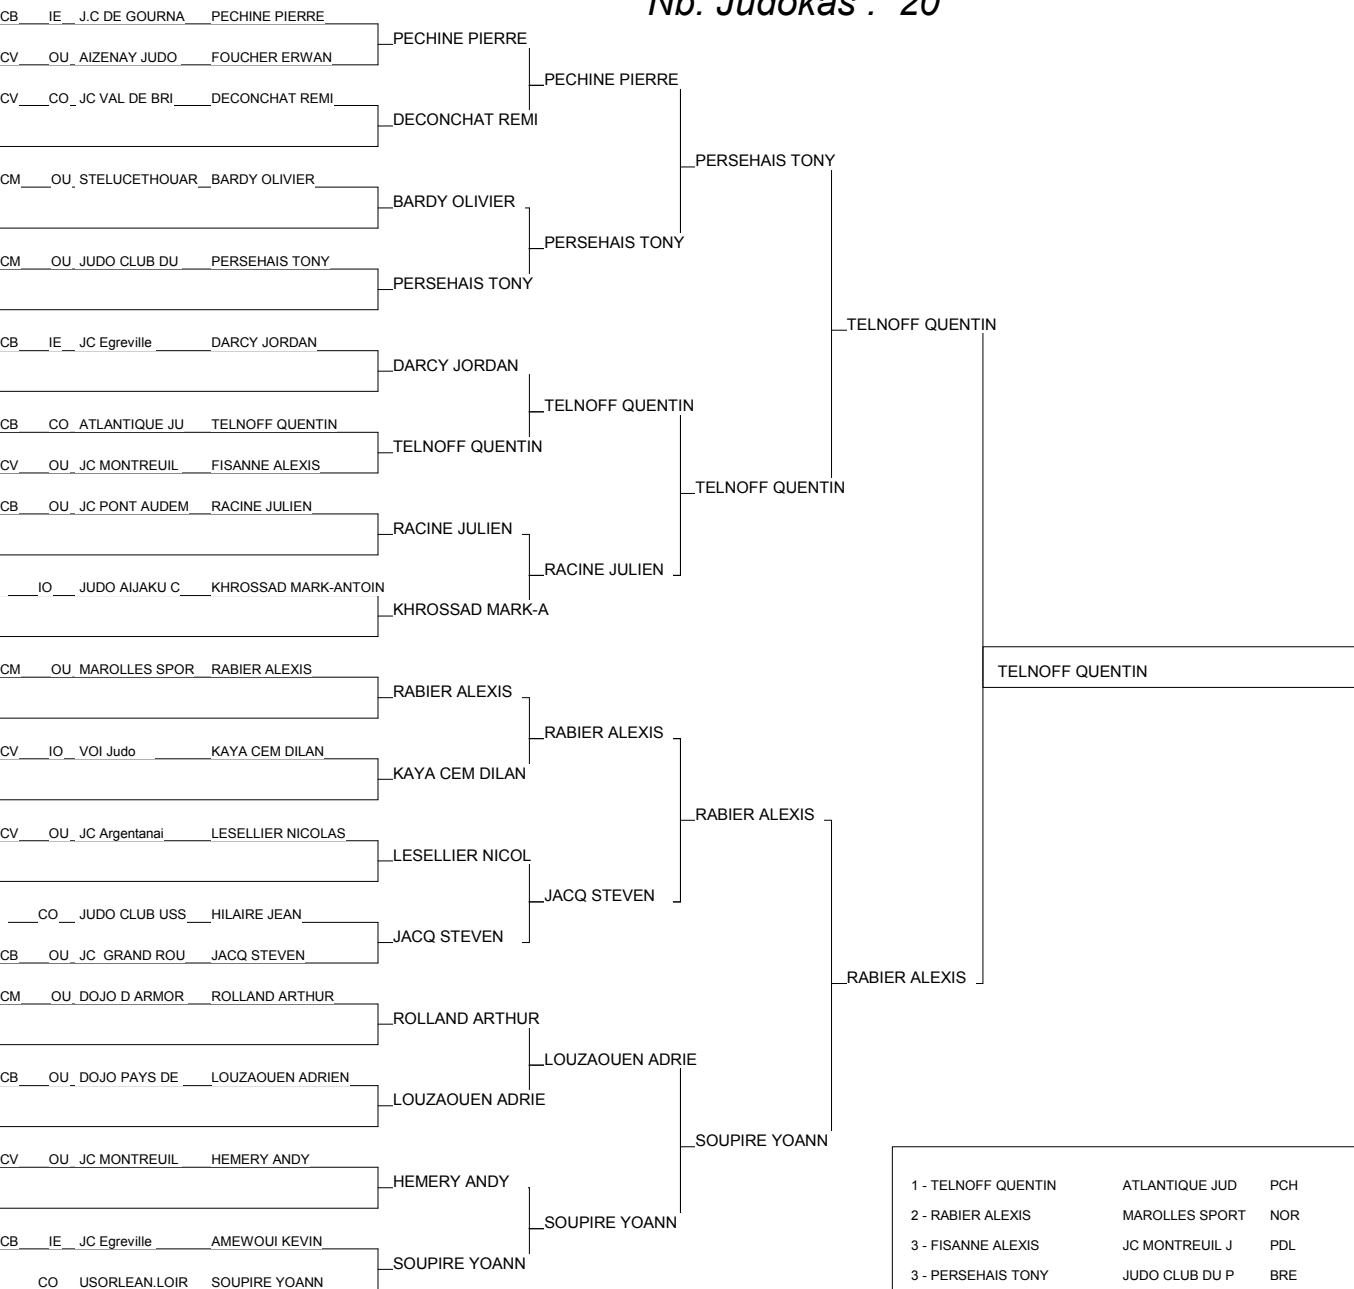 Nb. Judokas : 20
CB IE J.C DE GOURNA PECHINE PIERRE
PECHINE PIERRE
CV OU AIZENAY JUDO FOUCHER ERWAN
PECHINE PIERRE
CV CO JC VAL DE BRI DECONCHAT REMI
DECONCHAT REMI
PERSEHAIS TONY
CM OU STELUCETHOUAR BARDY OLIVIER
BARDY OLIVIER
PERSEHAIS TONY
CM OU JUDO CLUB DU PERSEHAIS TONY
PERSEHAIS TONY
TELNOFF QUENTIN
CB IE JC Egreville DARCY JORDAN
DARCY JORDAN
TELNOFF QUENTIN
CB CO ATLANTIQUE JU TELNOFF QUENTIN
TELNOFF QUENTIN
CV OU JC MONTREUIL FISANNE ALEXIS
TELNOFF QUENTIN
CB OU JC PONT AUDEM RACINE JULIEN
RACINE JULIEN
RACINE JULIEN
IO JUDO AIJAKU C KHROSSAD MARK-ANTOIN
KHROSSAD MARK-A
CM OU MAROLLES SPOR RABIER ALEXIS
TELNOFF QUENTIN
RABIER ALEXIS
RABIER ALEXIS
CV IO VOI Judo KAYA CEM DILAN
KAYA CEM DILAN
RABIER ALEXIS
CV OU JC Argentanai LESELLIER NICOLAS
LESELLIER NICOL
JACQ STEVEN
CO JUDO CLUB USS HILAIRE JEAN
JACQ STEVEN
CB OU JC GRAND ROU JACQ STEVEN
RABIER ALEXIS
CM OU DOJO D ARMOR ROLLAND ARTHUR
ROLLAND ARTHUR
LOUZAOUEN ADRIE
CB OU DOJO PAYS DE LOUZAOUEN ADRIEN
LOUZAOUEN ADRIE
SOUPIRE YOANN
CV OU JC MONTREUIL HEMERY ANDY
HEMERY ANDY
SOUPIRE YOANN
CB IE JC Egreville AMEWOUI KEVIN
SOUPIRE YOANN
CO USORLEAN.LOIR SOUPIRE YOANN
1 - TELNOFF QUENTIN ATLANTIQUE JUD PCH
2 - RABIER ALEXIS MAROLLES SPORT NOR
3 - FISANNE ALEXIS JC MONTREUIL J PDL
3 - PERSEHAIS TONY JUDO CLUB DU P BRE